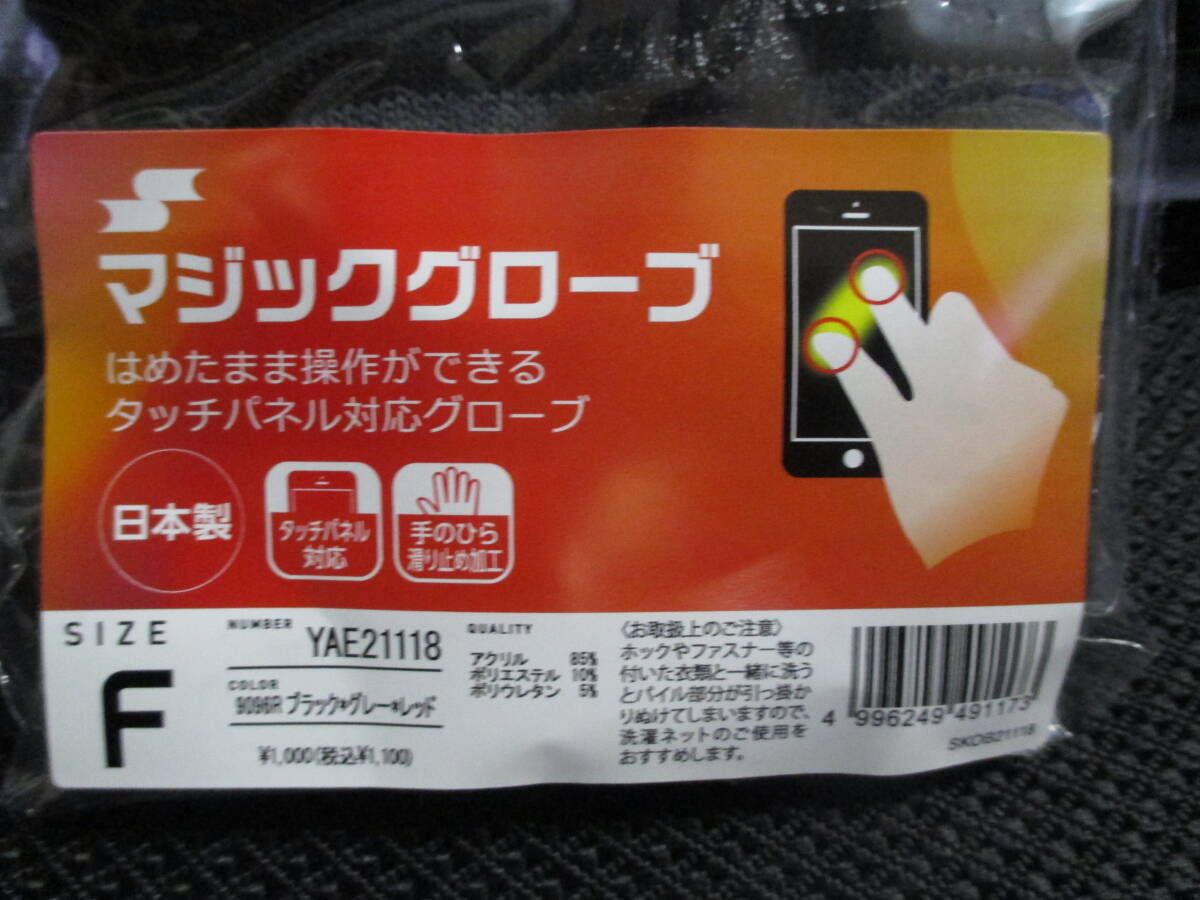 マジックグローブ
はめたまま操作ができる
タッチパネル対応グローブ
日本製
タッチパネル
対応
手のひら
滑り止め加工
SIZE
F
NUMBER
YAE21118
COLOR
9096R ブラック*グレー*レッド
¥1,000(税込¥1,100)
QUALITY
アクリル 85%
ポリエステル 10%
ポリウレタン 5%
〈お取扱上のご注意〉
ホックやファスナー等の
付いた衣類と一緒に洗う
とパイル部分が引っ掛か
りぬけてしまいますので、
洗濯ネットのご使用を
おすすめします。
4 996249 491173
SKDB21118